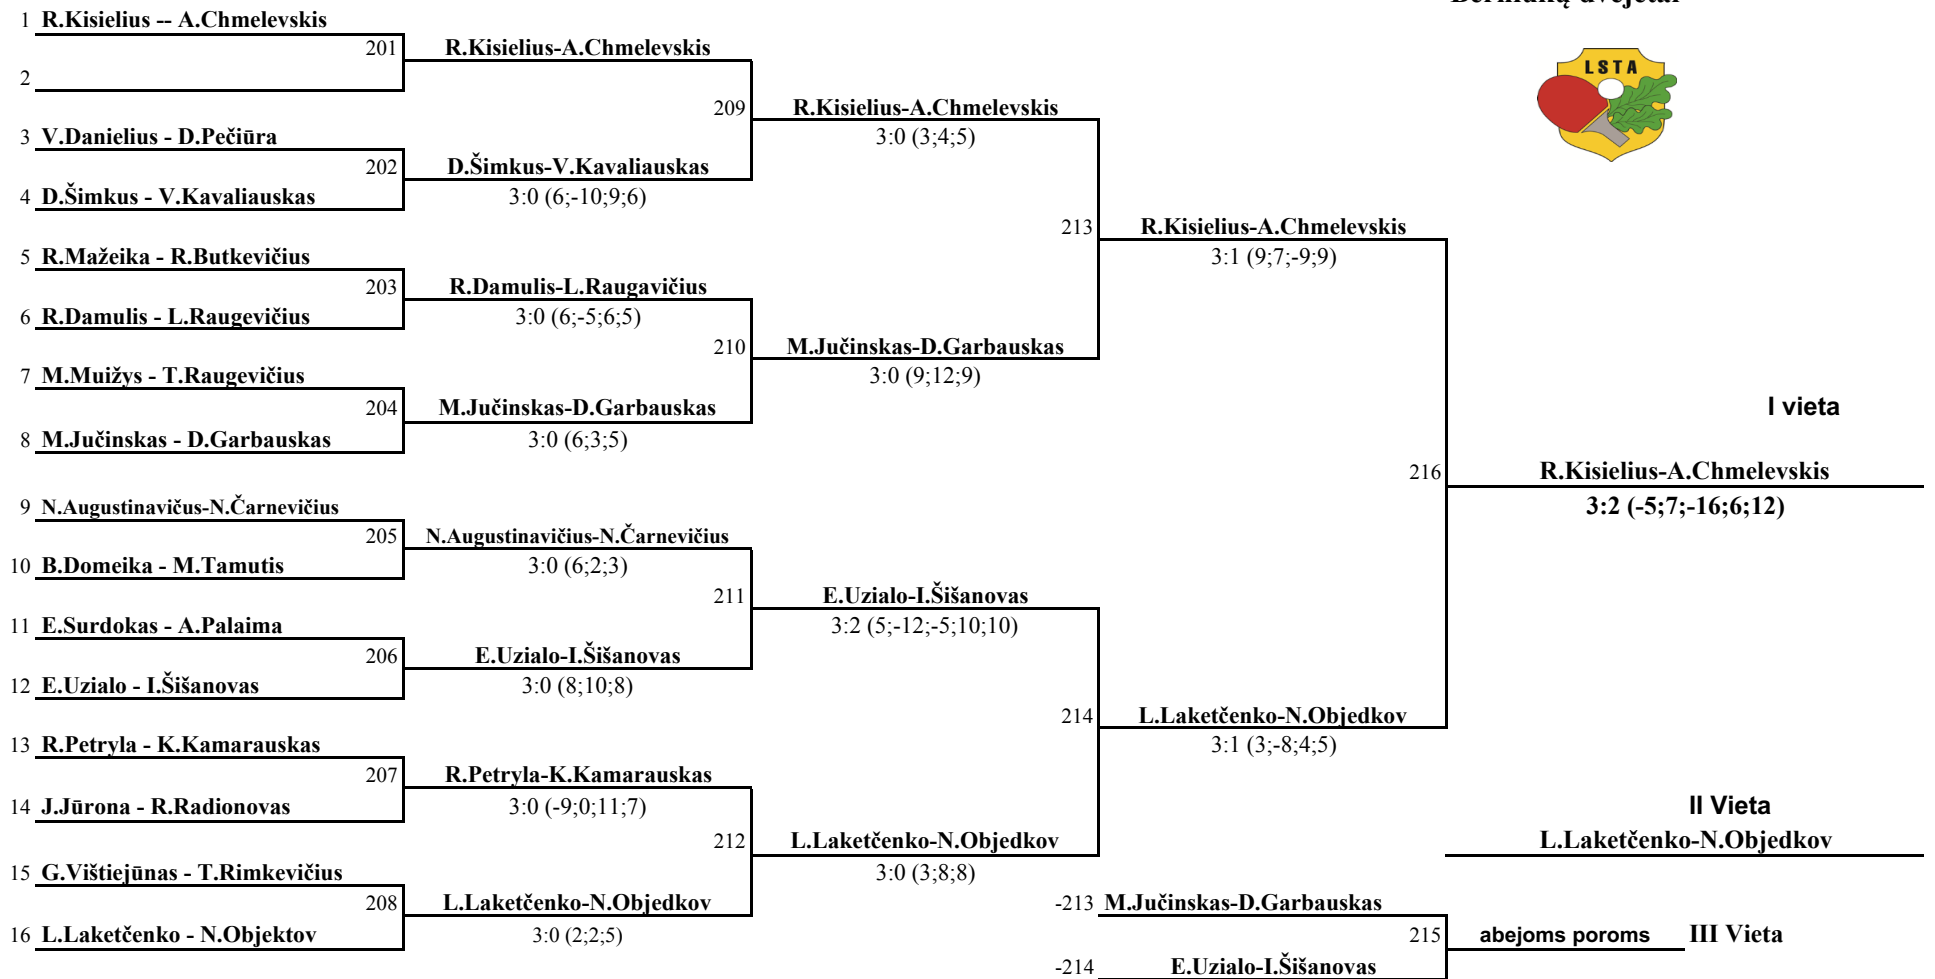 1 R.Kisielius -- A.Chmelevskis
201
2
R.Kisielius-A.Chmelevskis
3 V.Danielius - D.Pečiūra
202
4 D.Šimkus - V.Kavaliauskas
D.Šimkus-V.Kavaliauskas
3:0 (6;-10;9;6)
209
R.Kisielius-A.Chmelevskis
3:0 (3;4;5)
5 R.Mažeika - R.Butkevičius
203
6 R.Damulis - L.Raugevičius
R.Damulis-L.Raugavičius
3:0 (6;-5;6;5)
7 M.Muižys - T.Raugevičius
204
8 M.Jučinskas - D.Garbauskas
M.Jučinskas-D.Garbauskas
3:0 (6;3;5)
210
M.Jučinskas-D.Garbauskas
3:0 (9;12;9)
213
R.Kisielius-A.Chmelevskis
3:1 (9;7;-9;9)
9 N.Augustinavičus-N.Čarnevičius
205
10 B.Domeika - M.Tamutis
N.Augustinavičius-N.Čarnevičius
3:0 (6;2;3)
11 E.Surdokas - A.Palaima
206
12 E.Uzialo - I.Šišanovas
E.Uzialo-I.Šišanovas
3:0 (8;10;8)
211
E.Uzialo-I.Šišanovas
3:2 (5;-12;-5;10;10)
13 R.Petryla - K.Kamarauskas
207
14 J.Jūrona - R.Radionovas
R.Petryla-K.Kamarauskas
3:0 (-9;0;11;7)
15 G.Vištiejūnas - T.Rimkevičius
208
16 L.Laketčenko - N.Objektov
L.Laketčenko-N.Objedkov
3:0 (2;2;5)
212
L.Laketčenko-N.Objedkov
3:0 (3;8;8)
214
L.Laketčenko-N.Objedkov
3:1 (3;-8;4;5)
LSTA
I vieta
216
R.Kisielius-A.Chmelevskis
3:2 (-5;7;-16;6;12)
II Vieta
L.Laketčenko-N.Objedkov
-213 M.Jučinskas-D.Garbauskas
215
abejoms poroms III Vieta
-214 E.Uzialo-I.Šišanovas